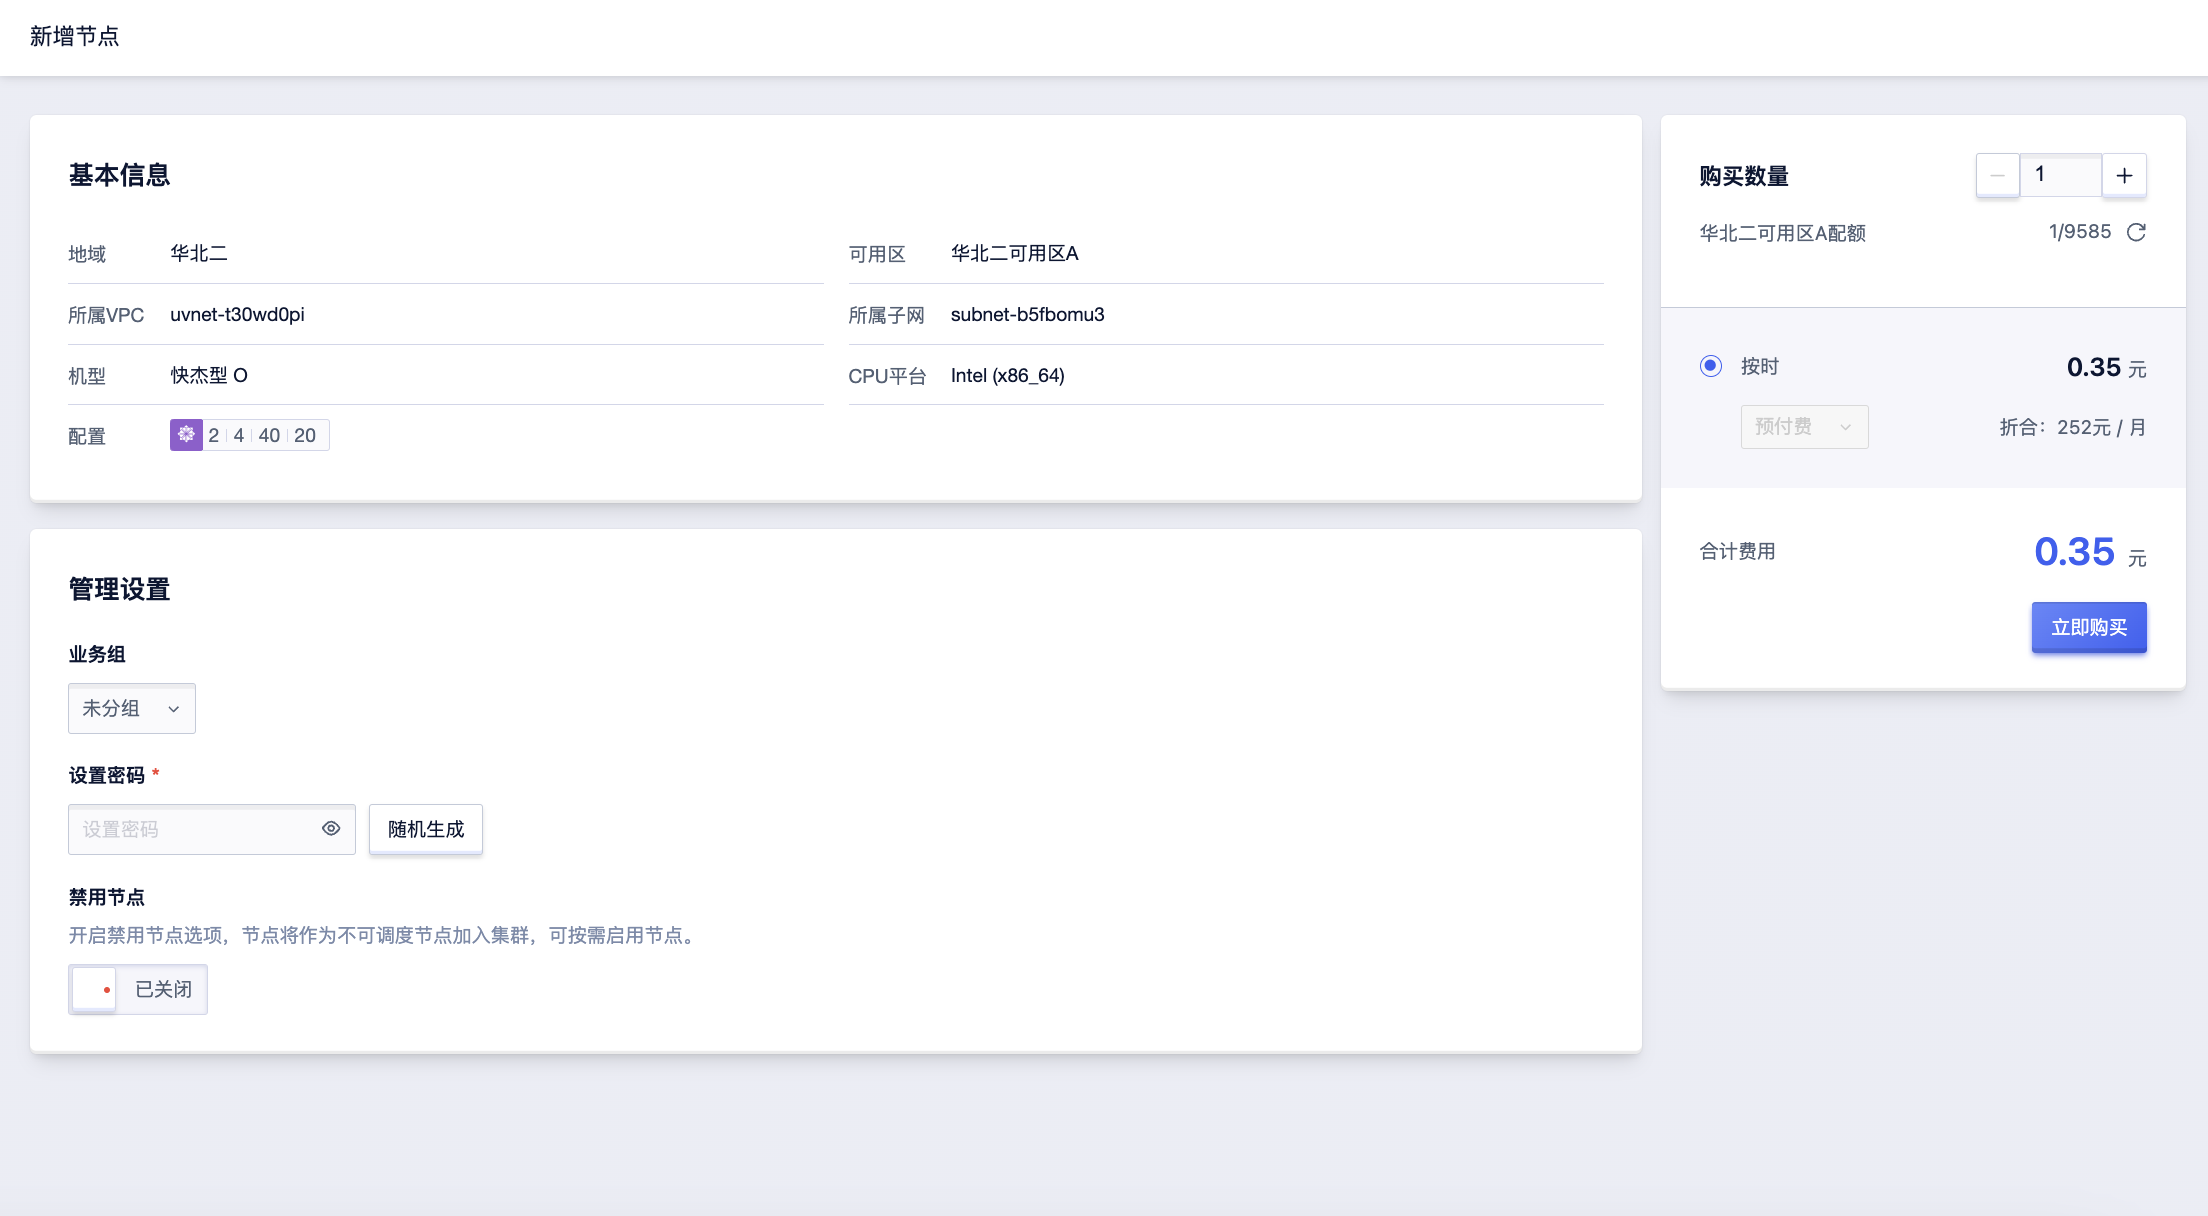 新增节点
基本信息
地域 华北二 可用区 华北二可用区A
所属VPC uvnet-t30wd0pi 所属子网 subnet-b5fbomu3
机型 快杰型 O CPU平台 Intel (x86_64)
配置 2 4 40 20
管理设置
业务组
未分组
设置密码 *
设置密码 随机生成
禁用节点
开启禁用节点选项，节点将作为不可调度节点加入集群，可按需启用节点。
已关闭
购买数量 1
华北二可用区A配额 1/9585
按时 0.35 元
预付费 折合：252元 / 月
合计费用 0.35 元
立即购买